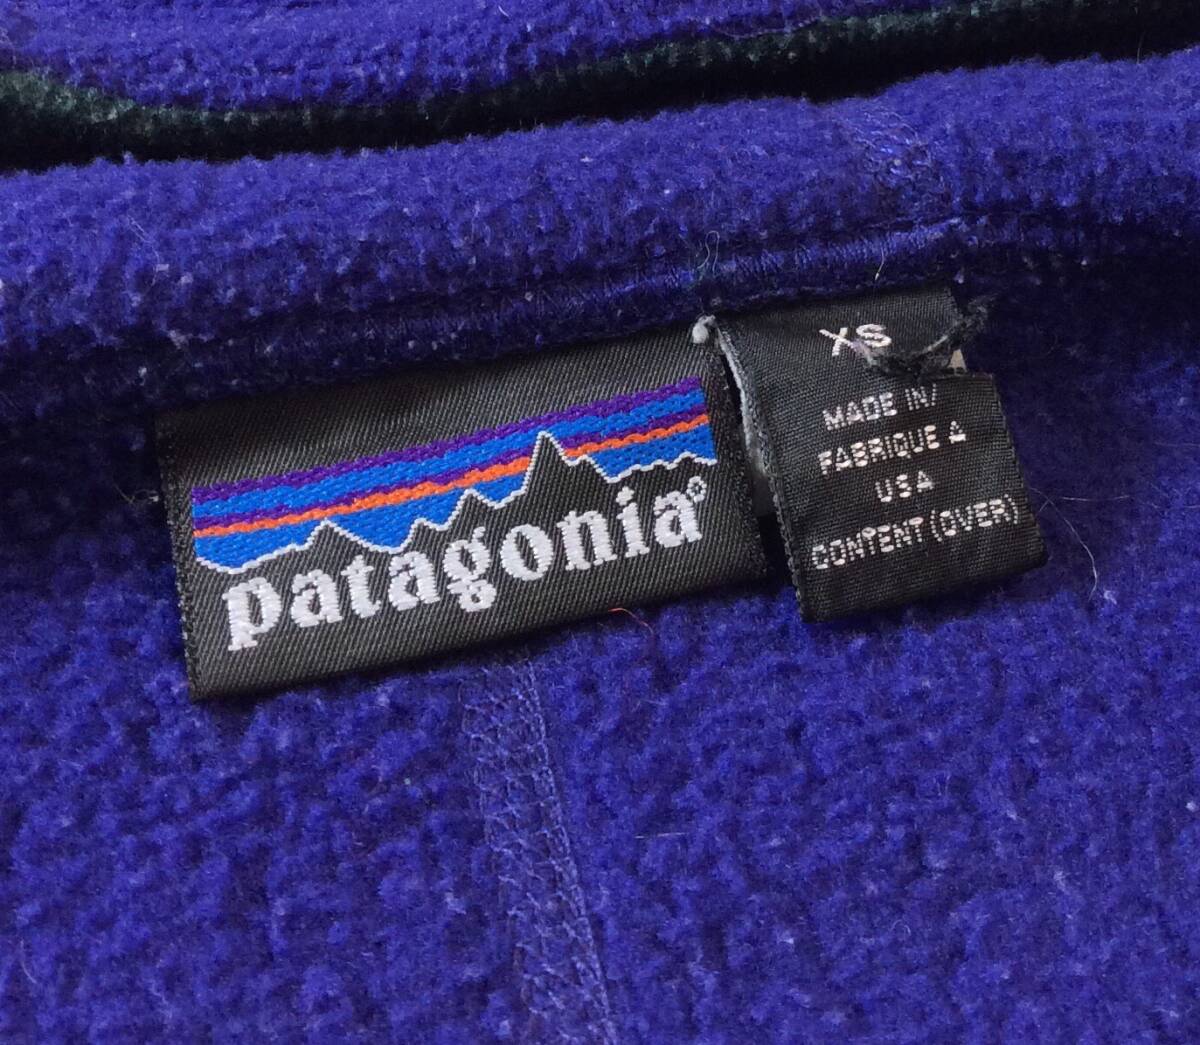 patagonia®
XS
MADE IN/
FABRIQUE A
USA
CONTENT (OVER)